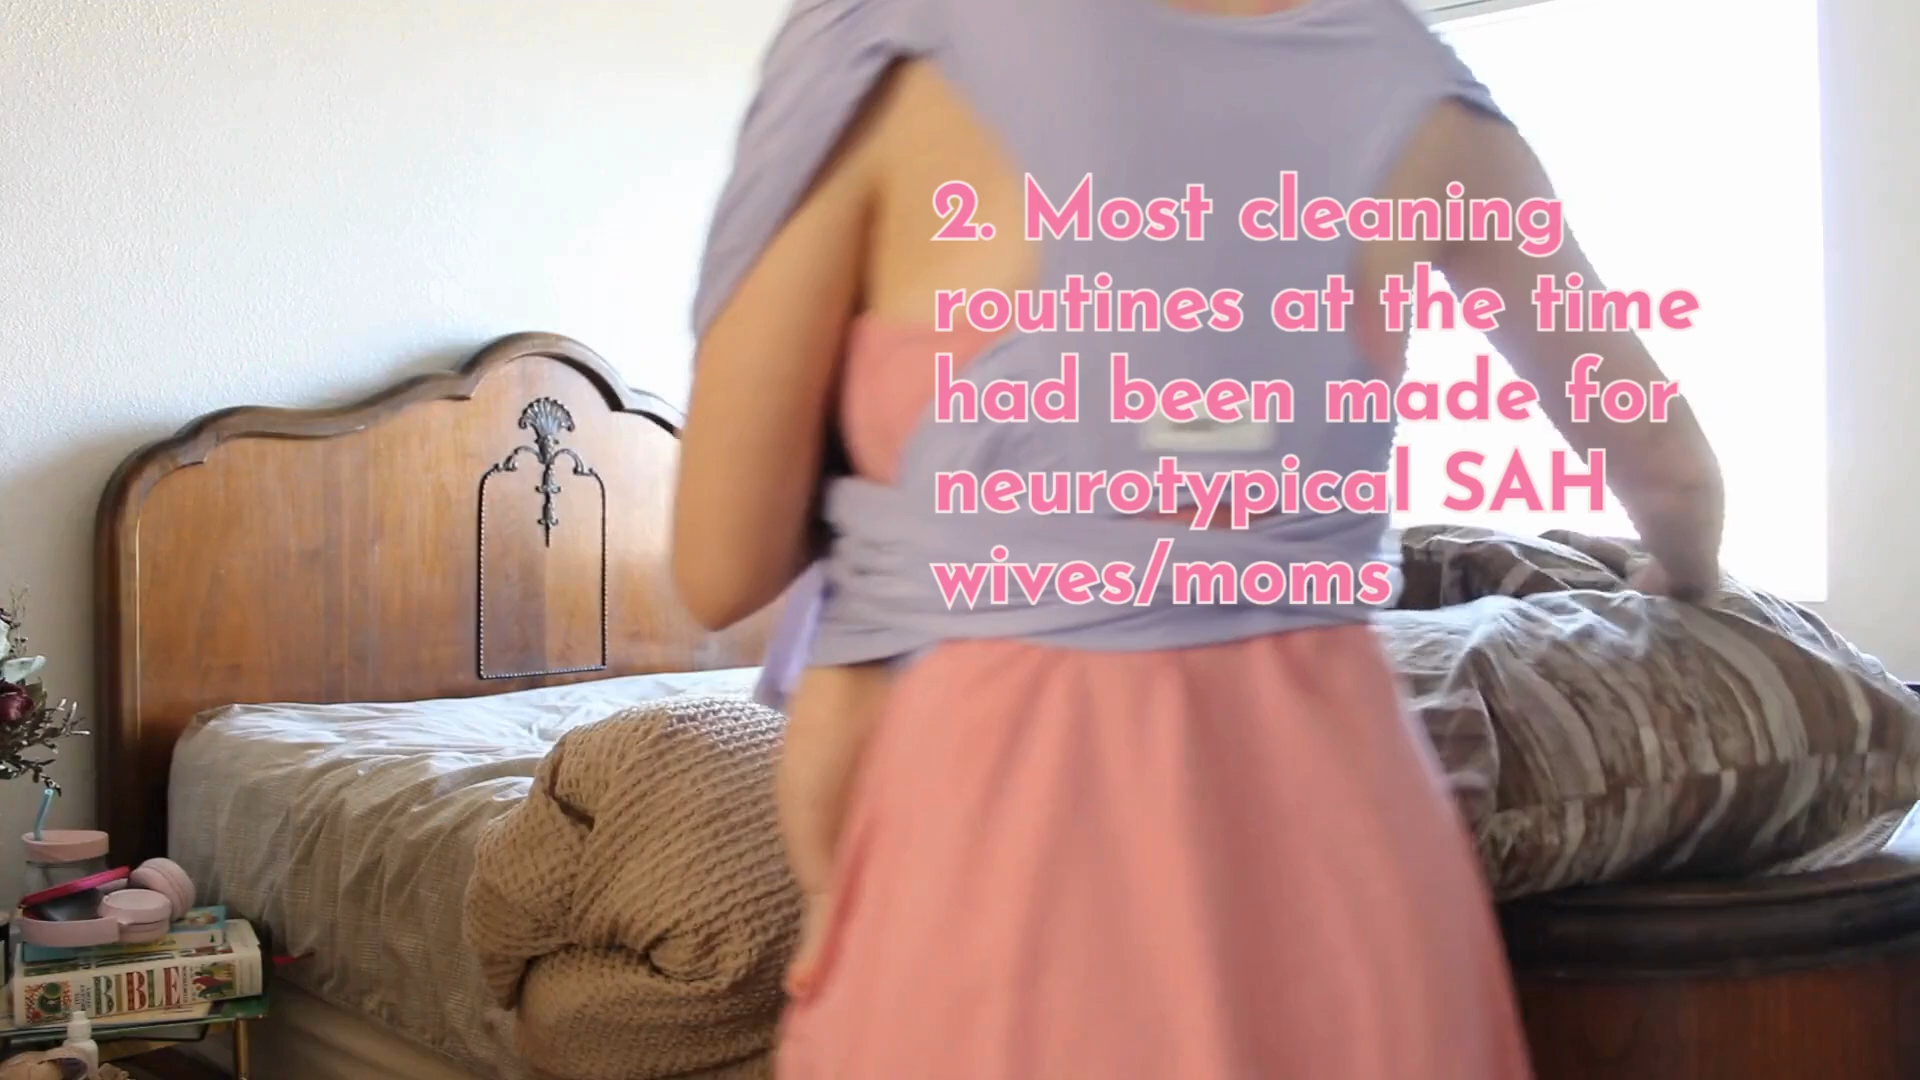 2. Most cleaning
routines at the time
had been made for
neurotypical SAH
wives/moms
BIBLE